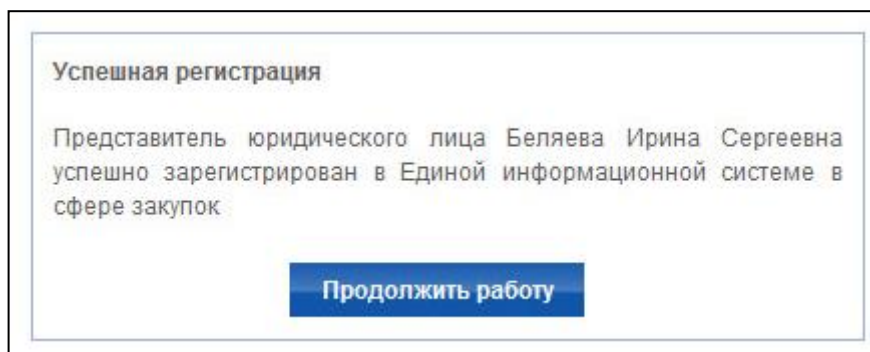 Успешная регистрация
Представитель юридического лица Беляева Ирина Сергеевна
успешно зарегистрирован в Единой информационной системе в
сфере закупок
Продолжить работу